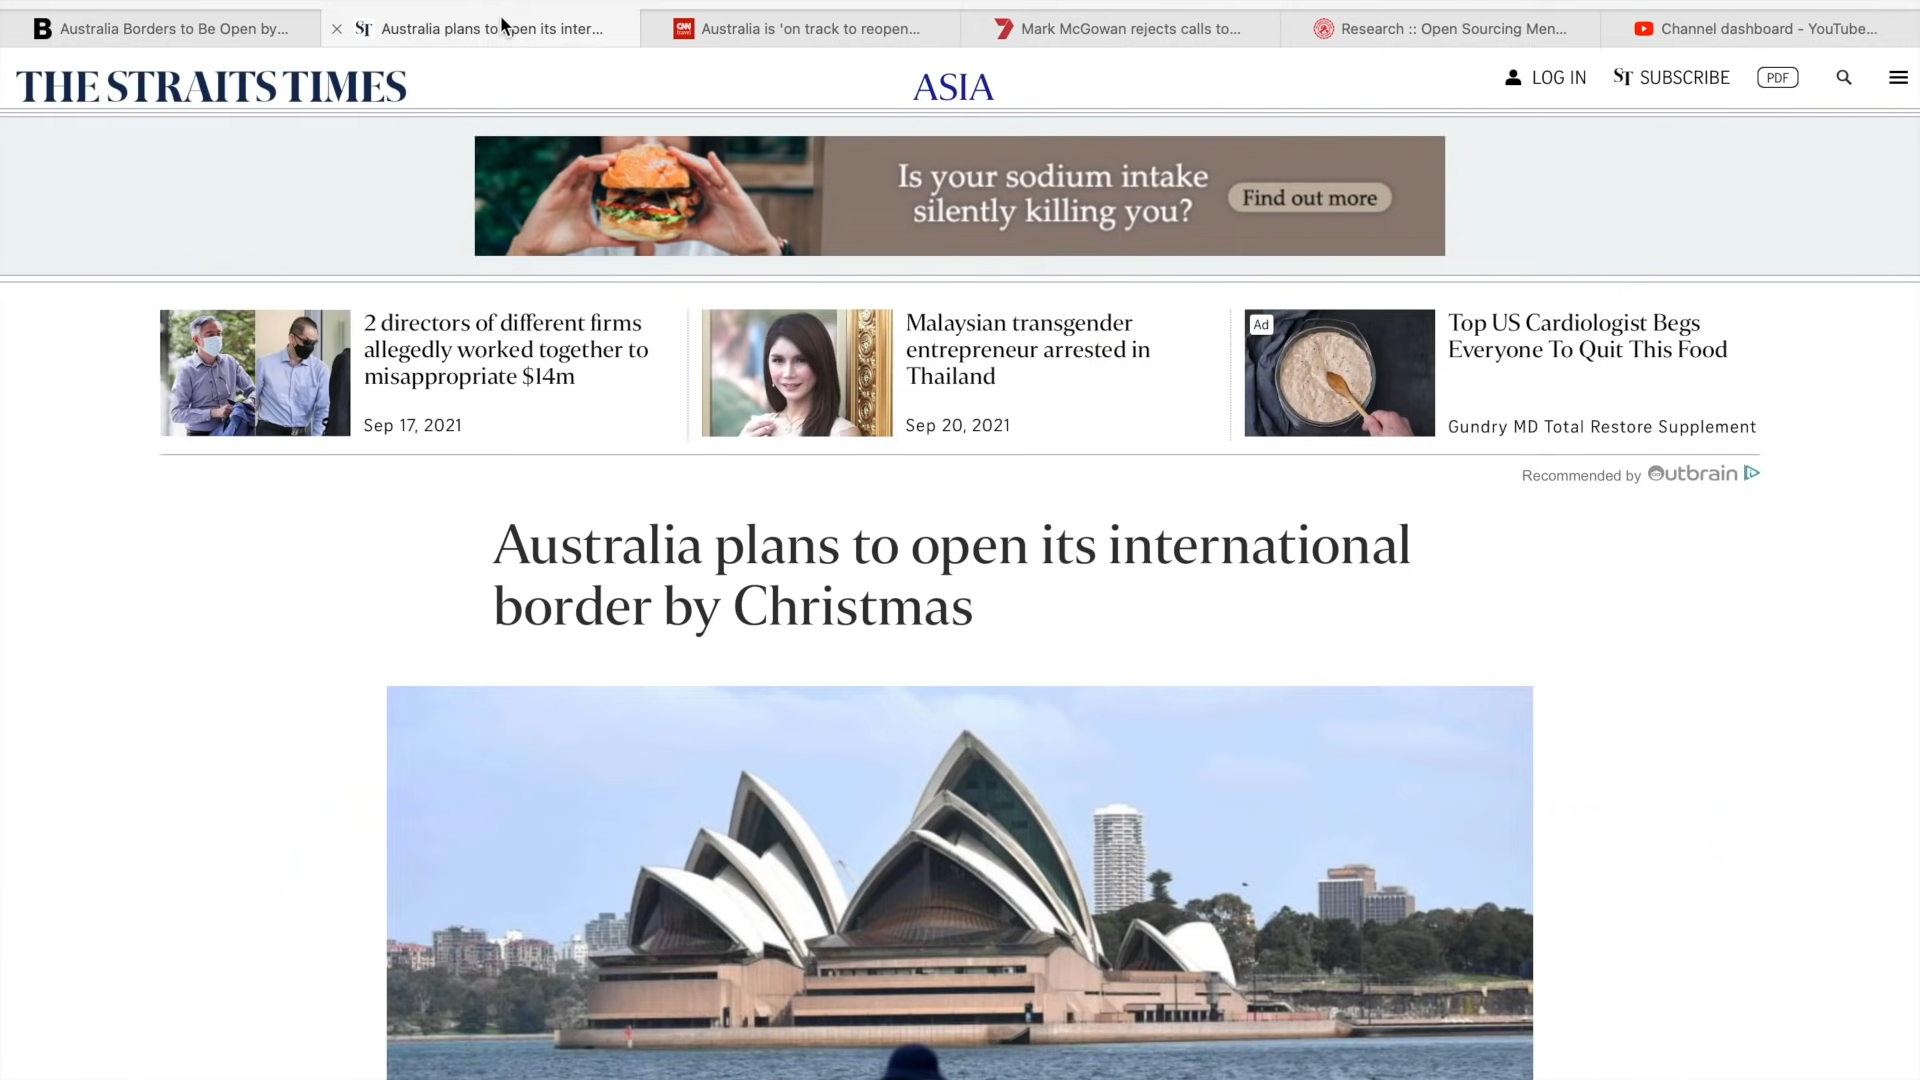 Australia Borders to Be Open by...
Australia plans to open its inter...
CNN travel
Australia is 'on track to reopen...
Mark McGowan rejects calls to...
Research :: Open Sourcing Men...
Channel dashboard - YouTube...
THE STRAITS TIMES
ASIA
LOG IN
ST SUBSCRIBE
PDF
Is your sodium intake
silently killing you?
Find out more
2 directors of different firms
allegedly worked together to
misappropriate $14m
Sep 17, 2021
Malaysian transgender
entrepreneur arrested in
Thailand
Sep 20, 2021
Ad
Top US Cardiologist Begs
Everyone To Quit This Food
Gundry MD Total Restore Supplement
Recommended by Outbrain
Australia plans to open its international
border by Christmas